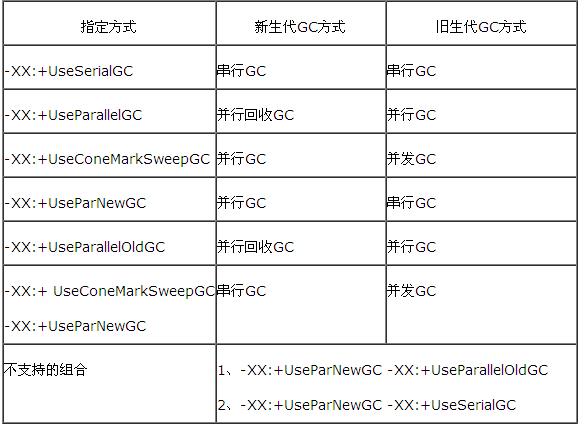 指定方式 新生代GC方式 旧生代GC方式
-XX:+UseSerialGC 串行GC 串行GC
-XX:+UseParallelGC 并行回收GC 并行GC
-XX:+UseConeMarkSweepGC 并行GC 并发GC
-XX:+UseParNewGC 并行GC 串行GC
-XX:+UseParallelOldGC 并行回收GC 并行GC
-XX:+ UseConeMarkSweepGC 串行GC 并发GC
-XX:+UseParNewGC
不支持的组合 1、-XX:+UseParNewGC -XX:+UseParallelOldGC
2、-XX:+UseParNewGC -XX:+UseSerialGC